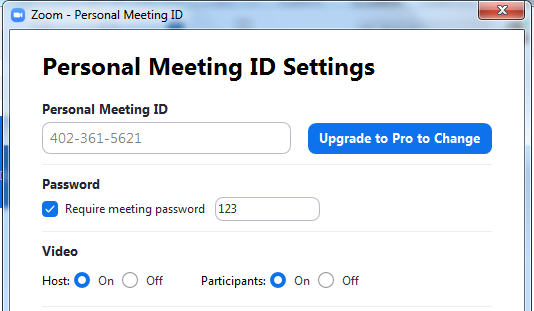 Zoom - Personal Meeting ID
Personal Meeting ID Settings
Personal Meeting ID
402-361-5621 Upgrade to Pro to Change
Password
Require meeting password 123
Video
Host: On Off Participants: On Off